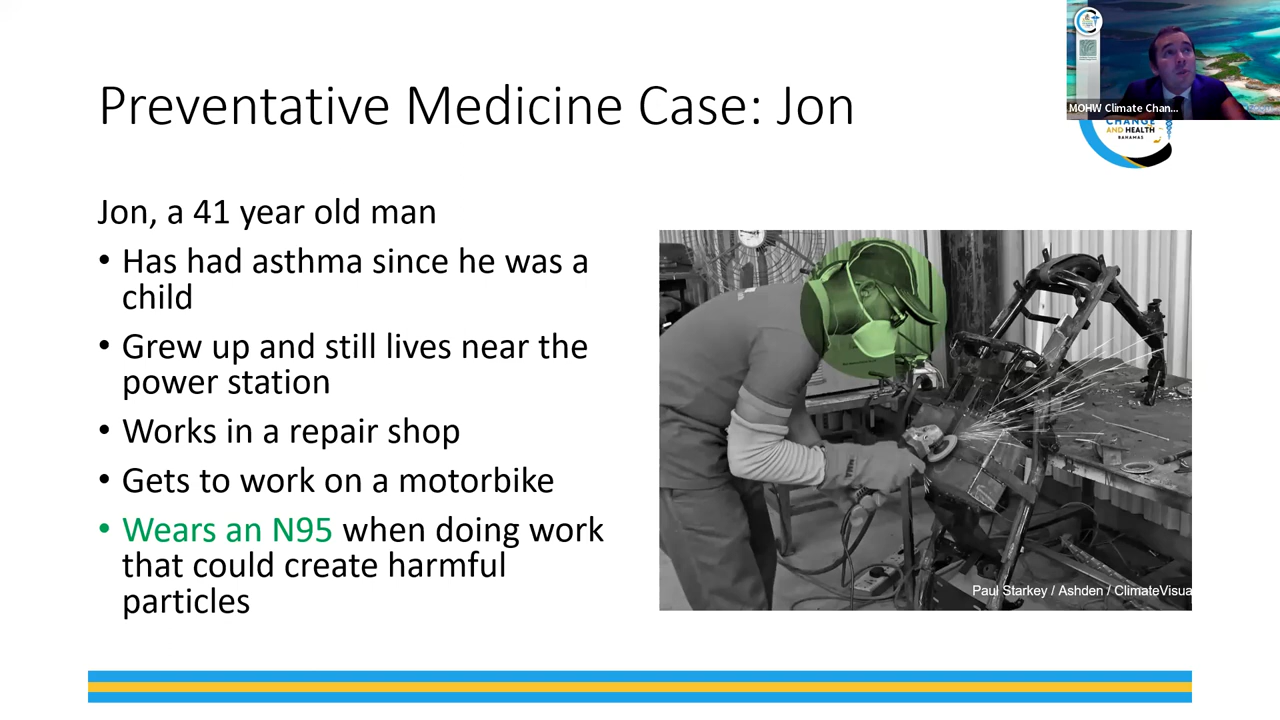 Preventative Medicine Case: Jon
MOHW Climate Chan...
CHANGE
AND HEALTH
BAHAMAS
Jon, a 41 year old man
• Has had asthma since he was a
child
• Grew up and still lives near the
power station
• Works in a repair shop
• Gets to work on a motorbike
• Wears an N95 when doing work
that could create harmful
particles
Paul Starkey / Ashden / ClimateVisua